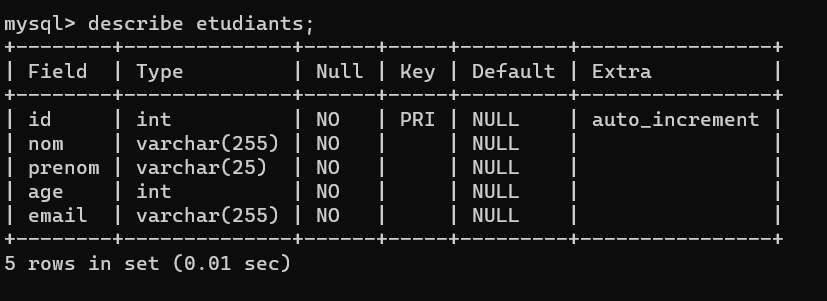 mysql> describe etudiants;
+--------+--------------+------+-----+---------+----------------+
| Field  | Type         | Null | Key | Default | Extra          |
+--------+--------------+------+-----+---------+----------------+
| id     | int          | NO   | PRI | NULL    | auto_increment |
| nom    | varchar(255) | NO   |     | NULL    |                |
| prenom | varchar(25)  | NO   |     | NULL    |                |
| age    | int          | NO   |     | NULL    |                |
| email  | varchar(255) | NO   |     | NULL    |                |
+--------+--------------+------+-----+---------+----------------+
5 rows in set (0.01 sec)